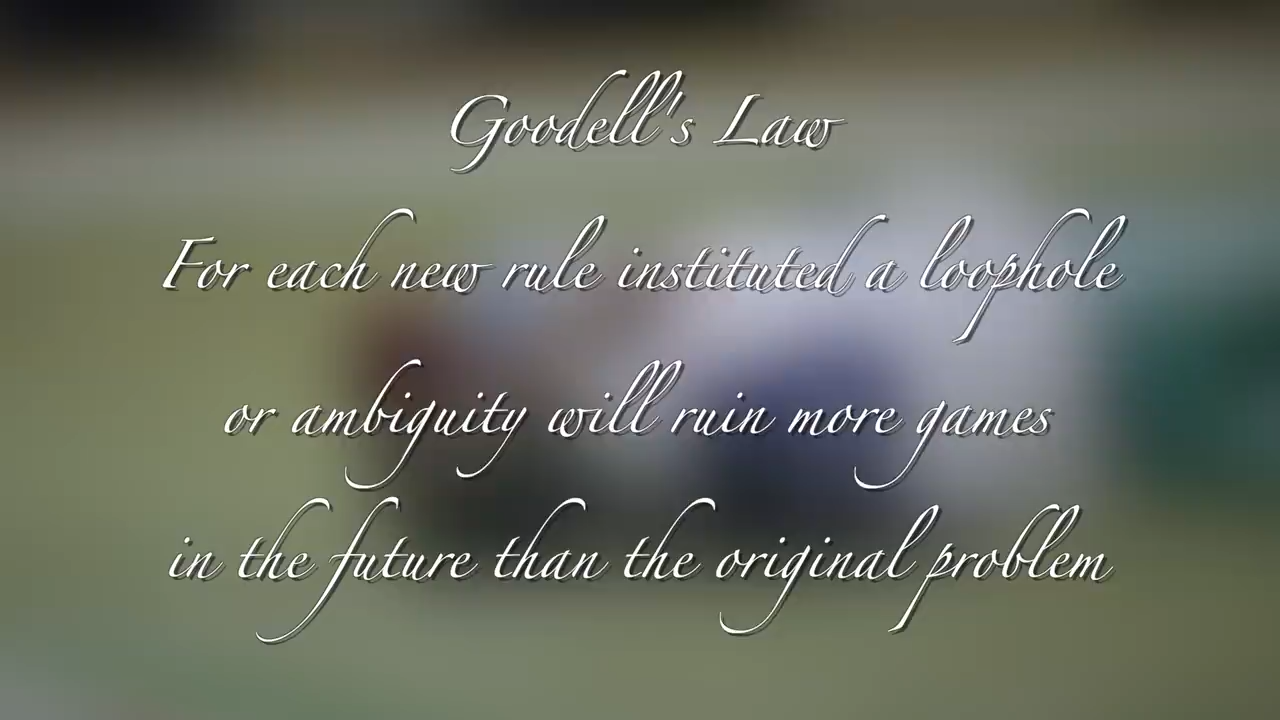 Goodell's Law
For each new rule instituted a loophole
or ambiguity will ruin more games
in the future than the original problem